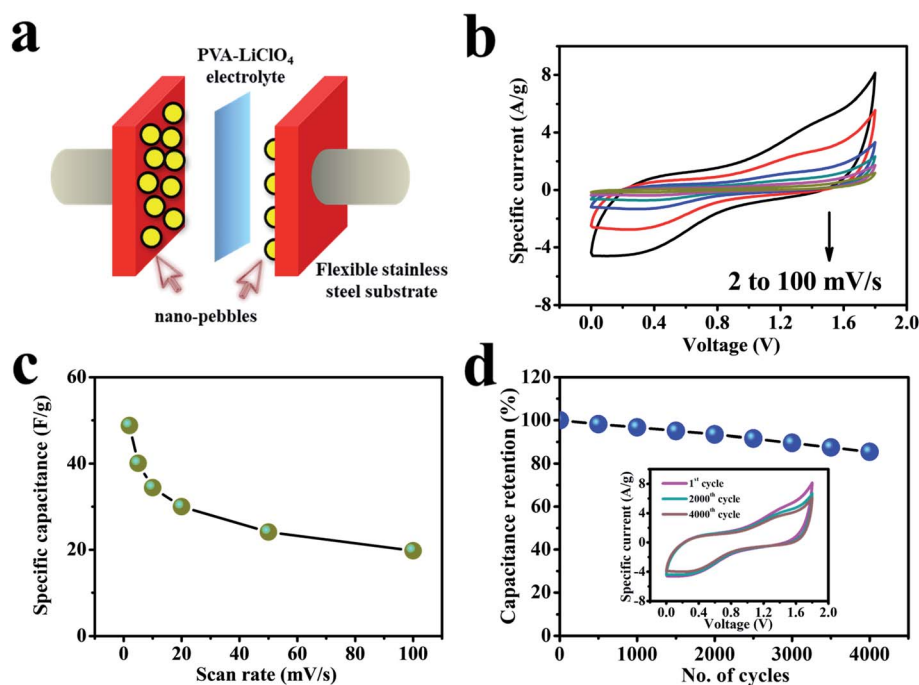 a
PVA-LiClO₄
electrolyte
Flexible stainless
steel substrate
nano-pebbles
b
Specific current (A/g)
8
4
0
-4
-8
2 to 100 mV/s
0.0 0.4 0.8 1.2 1.6 2.0
Voltage (V)
c
Specific capacitance (F/g)
60
40
20
0
0 20 40 60 80 100
Scan rate (mV/s)
d
Capacitance retention (%)
120
100
80
60
40
20
0
1st cycle
2000th cycle
4000th cycle
Specific current (A/g)
8
4
0
-4
-8
0.0 0.4 0.8 1.2 1.6 2.0
Voltage (V)
0 1000 2000 3000 4000
No. of cycles